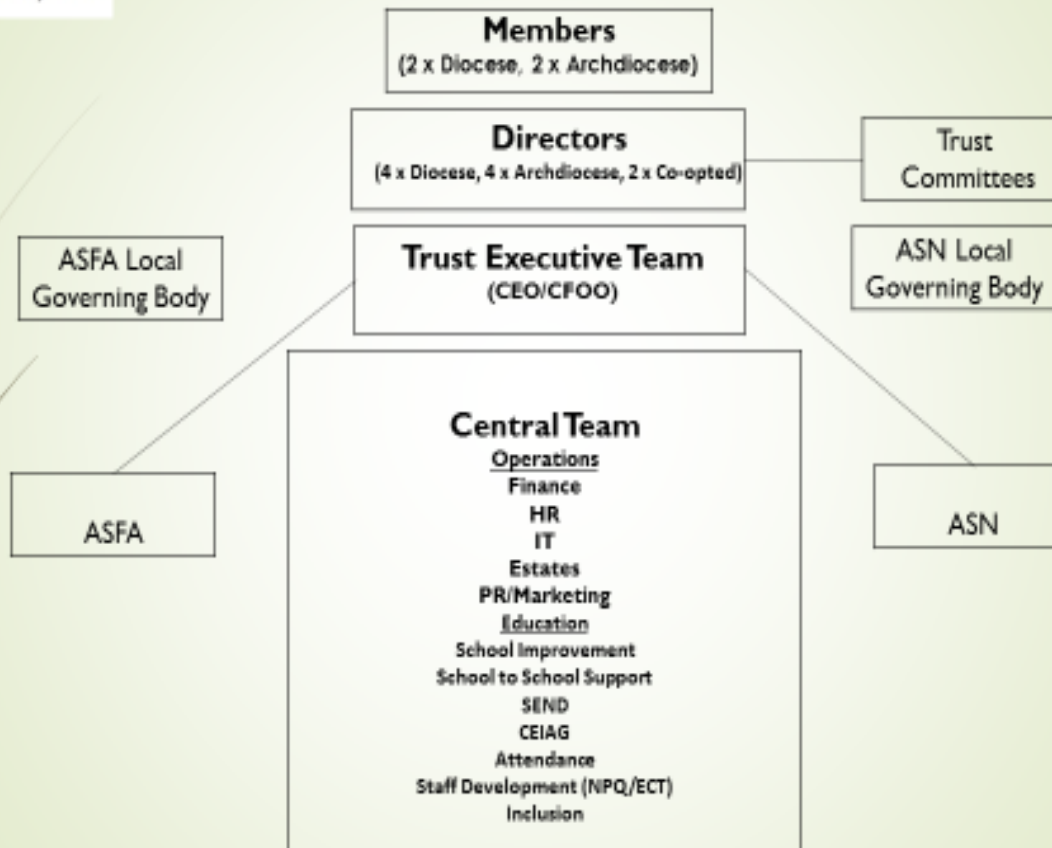 Members
(2 x Diocese, 2 x Archdiocese)
Directors
(4 x Diocese, 4 x Archdiocese, 2 x Co-opted)
Trust
Committees
ASFA Local
Governing Body
Trust Executive Team
(CEO/CFOO)
ASN Local
Governing Body
ASFA
ASN
Central Team
Operations
Finance
HR
IT
Estates
PR/Marketing
Education
School Improvement
School to School Support
SEND
CEIAG
Attendance
Staff Development (NPQ/ECT)
Inclusion